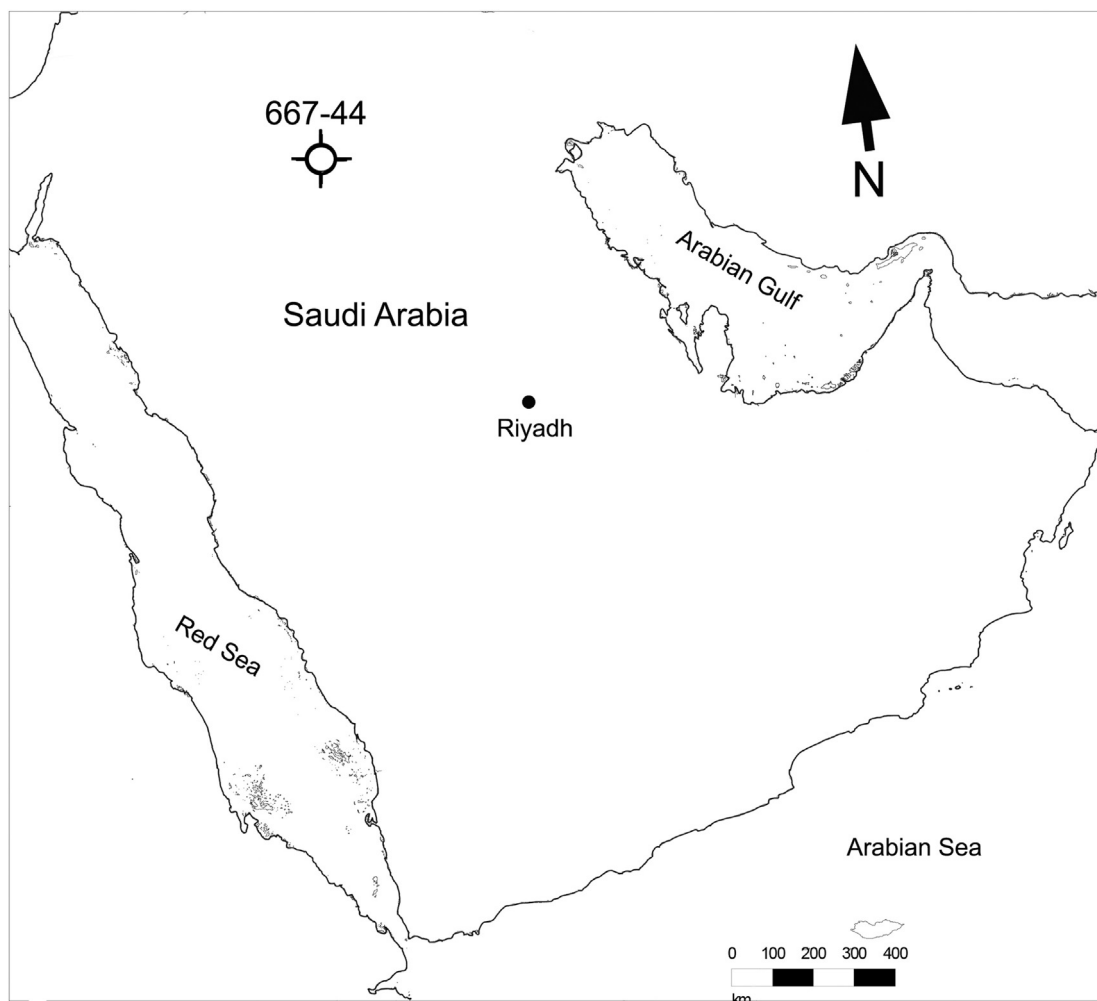 667-44
N
Arabian Gulf
Saudi Arabia
Riyadh
Red Sea
Arabian Sea
0 100 200 300 400
km